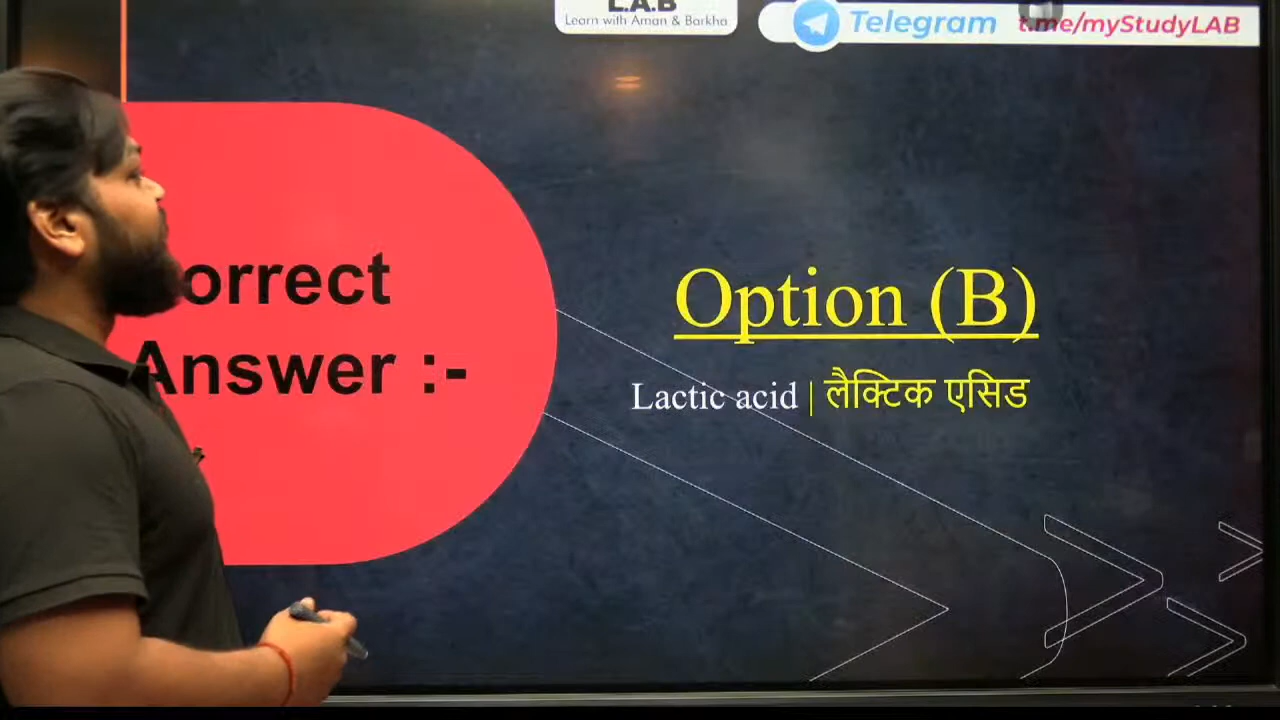 L.A.B
Learn with Aman & Barkha
Telegram t.me/myStudyLAB
orrect
Answer :-
Option (B)
Lactic acid | लैक्टिक एसिड